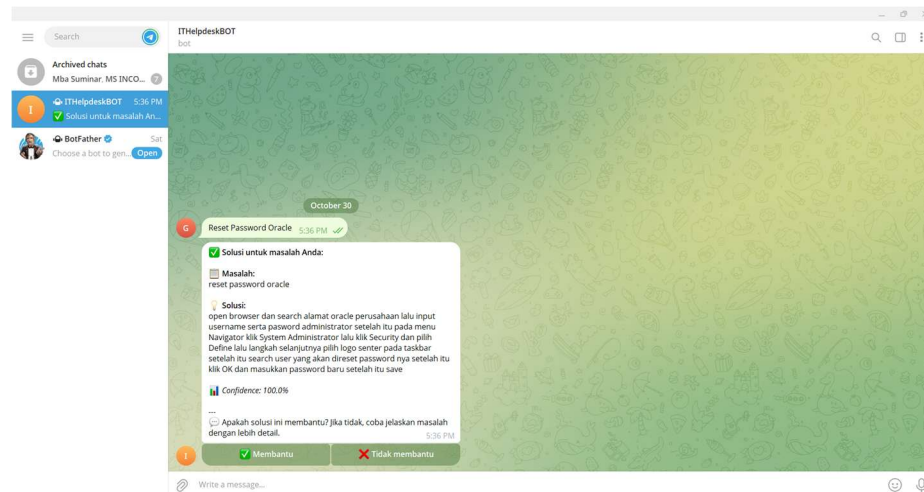 Search
Archived chats
Mba Suminar, MS INCO... 7
ITHelpdeskBOT 5:36 PM
✅ Solusi untuk masalah An...
BotFather Sat
Choose a bot to gen... Open
ITHelpdeskBOT
bot
October 30
G
Reset Password Oracle 5:36 PM
✅ Solusi untuk masalah Anda:
Masalah:
reset password oracle
💡 Solusi:
open browser dan search alamat oracle perusahaan lalu input
username serta pasword administrator setelah itu pada menu
Navigator klik System Administrator lalu klik Security dan pilih
Define lalu langkah selanjutnya pilih logo senter pada taskbar
setelah itu search user yang akan direset password nya setelah itu
klik OK dan masukkan password baru setelah itu save
📊 Confidence: 100.0%
---
💬 Apakah solusi ini membantu? Jika tidak, coba jelaskan masalah
dengan lebih detail.
5:36 PM
I
✅ Membantu
❌ Tidak membantu
Write a message...